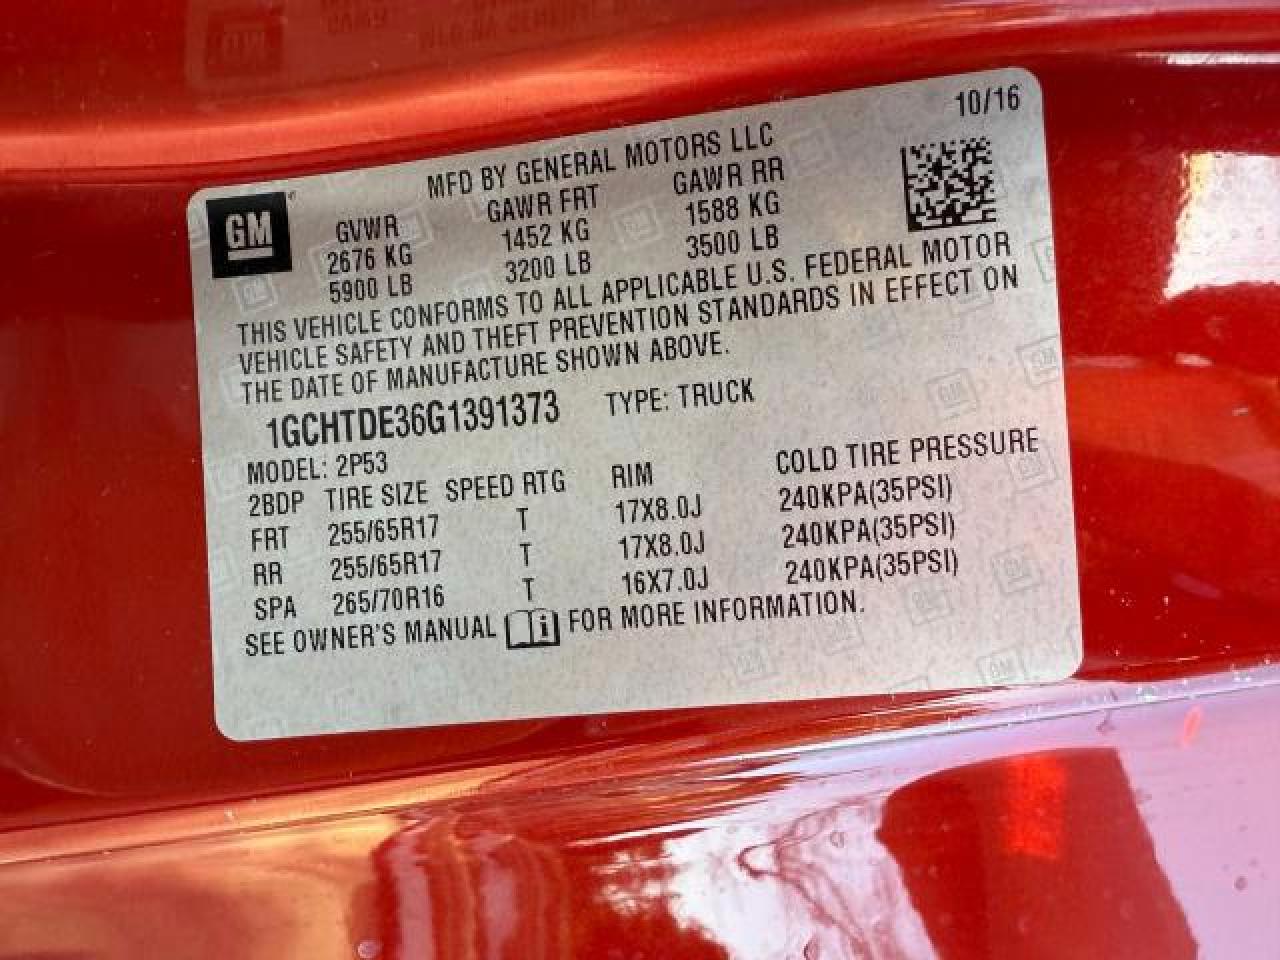 10/16
MFD BY GENERAL MOTORS LLC
GM
GVWR GAWR FRT GAWR RR
2676 KG 1452 KG 1588 KG
5900 LB 3200 LB 3500 LB
THIS VEHICLE CONFORMS TO ALL APPLICABLE U.S. FEDERAL MOTOR
VEHICLE SAFETY AND THEFT PREVENTION STANDARDS IN EFFECT ON
THE DATE OF MANUFACTURE SHOWN ABOVE.
1GCHTDE36G1391373 TYPE: TRUCK
MODEL: 2P53
2BDP TIRE SIZE SPEED RTG RIM COLD TIRE PRESSURE
FRT 255/65R17 T 17X8.0J 240KPA(35PSI)
RR 255/65R17 T 17X8.0J 240KPA(35PSI)
SPA 265/70R16 T 16X7.0J 240KPA(35PSI)
SEE OWNER'S MANUAL i FOR MORE INFORMATION.